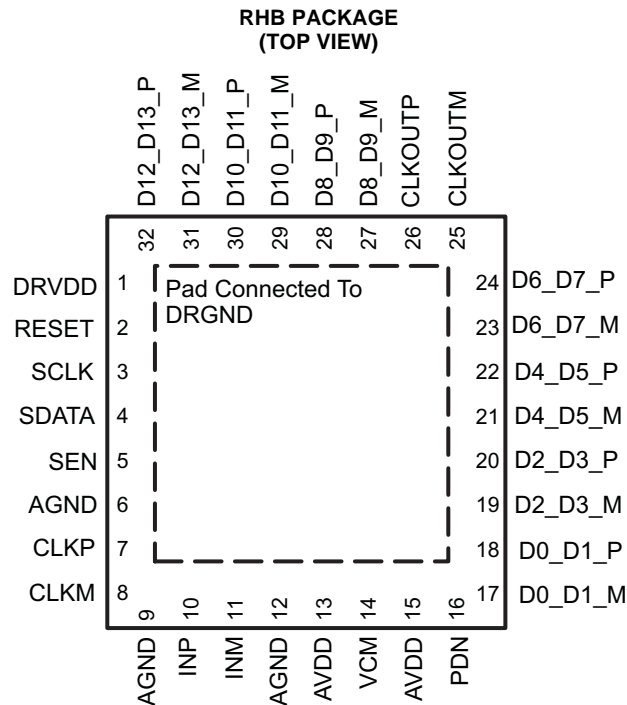 RHB PACKAGE
(TOP VIEW)
D12_D13_P
D12_D13_M
D10_D11_P
D10_D11_M
D8_D9_P
D8_D9_M
CLKOUTP
CLKOUTM
32
31
30
29
28
27
26
25
DRVDD 1
RESET 2
SCLK 3
SDATA 4
SEN 5
AGND 6
CLKP 7
CLKM 8
Pad Connected To
DRGND
24 D6_D7_P
23 D6_D7_M
22 D4_D5_P
21 D4_D5_M
20 D2_D3_P
19 D2_D3_M
18 D0_D1_P
17 D0_D1_M
9
10
11
12
13
14
15
16
AGND
INP
INM
AGND
AVDD
VCM
AVDD
PDN